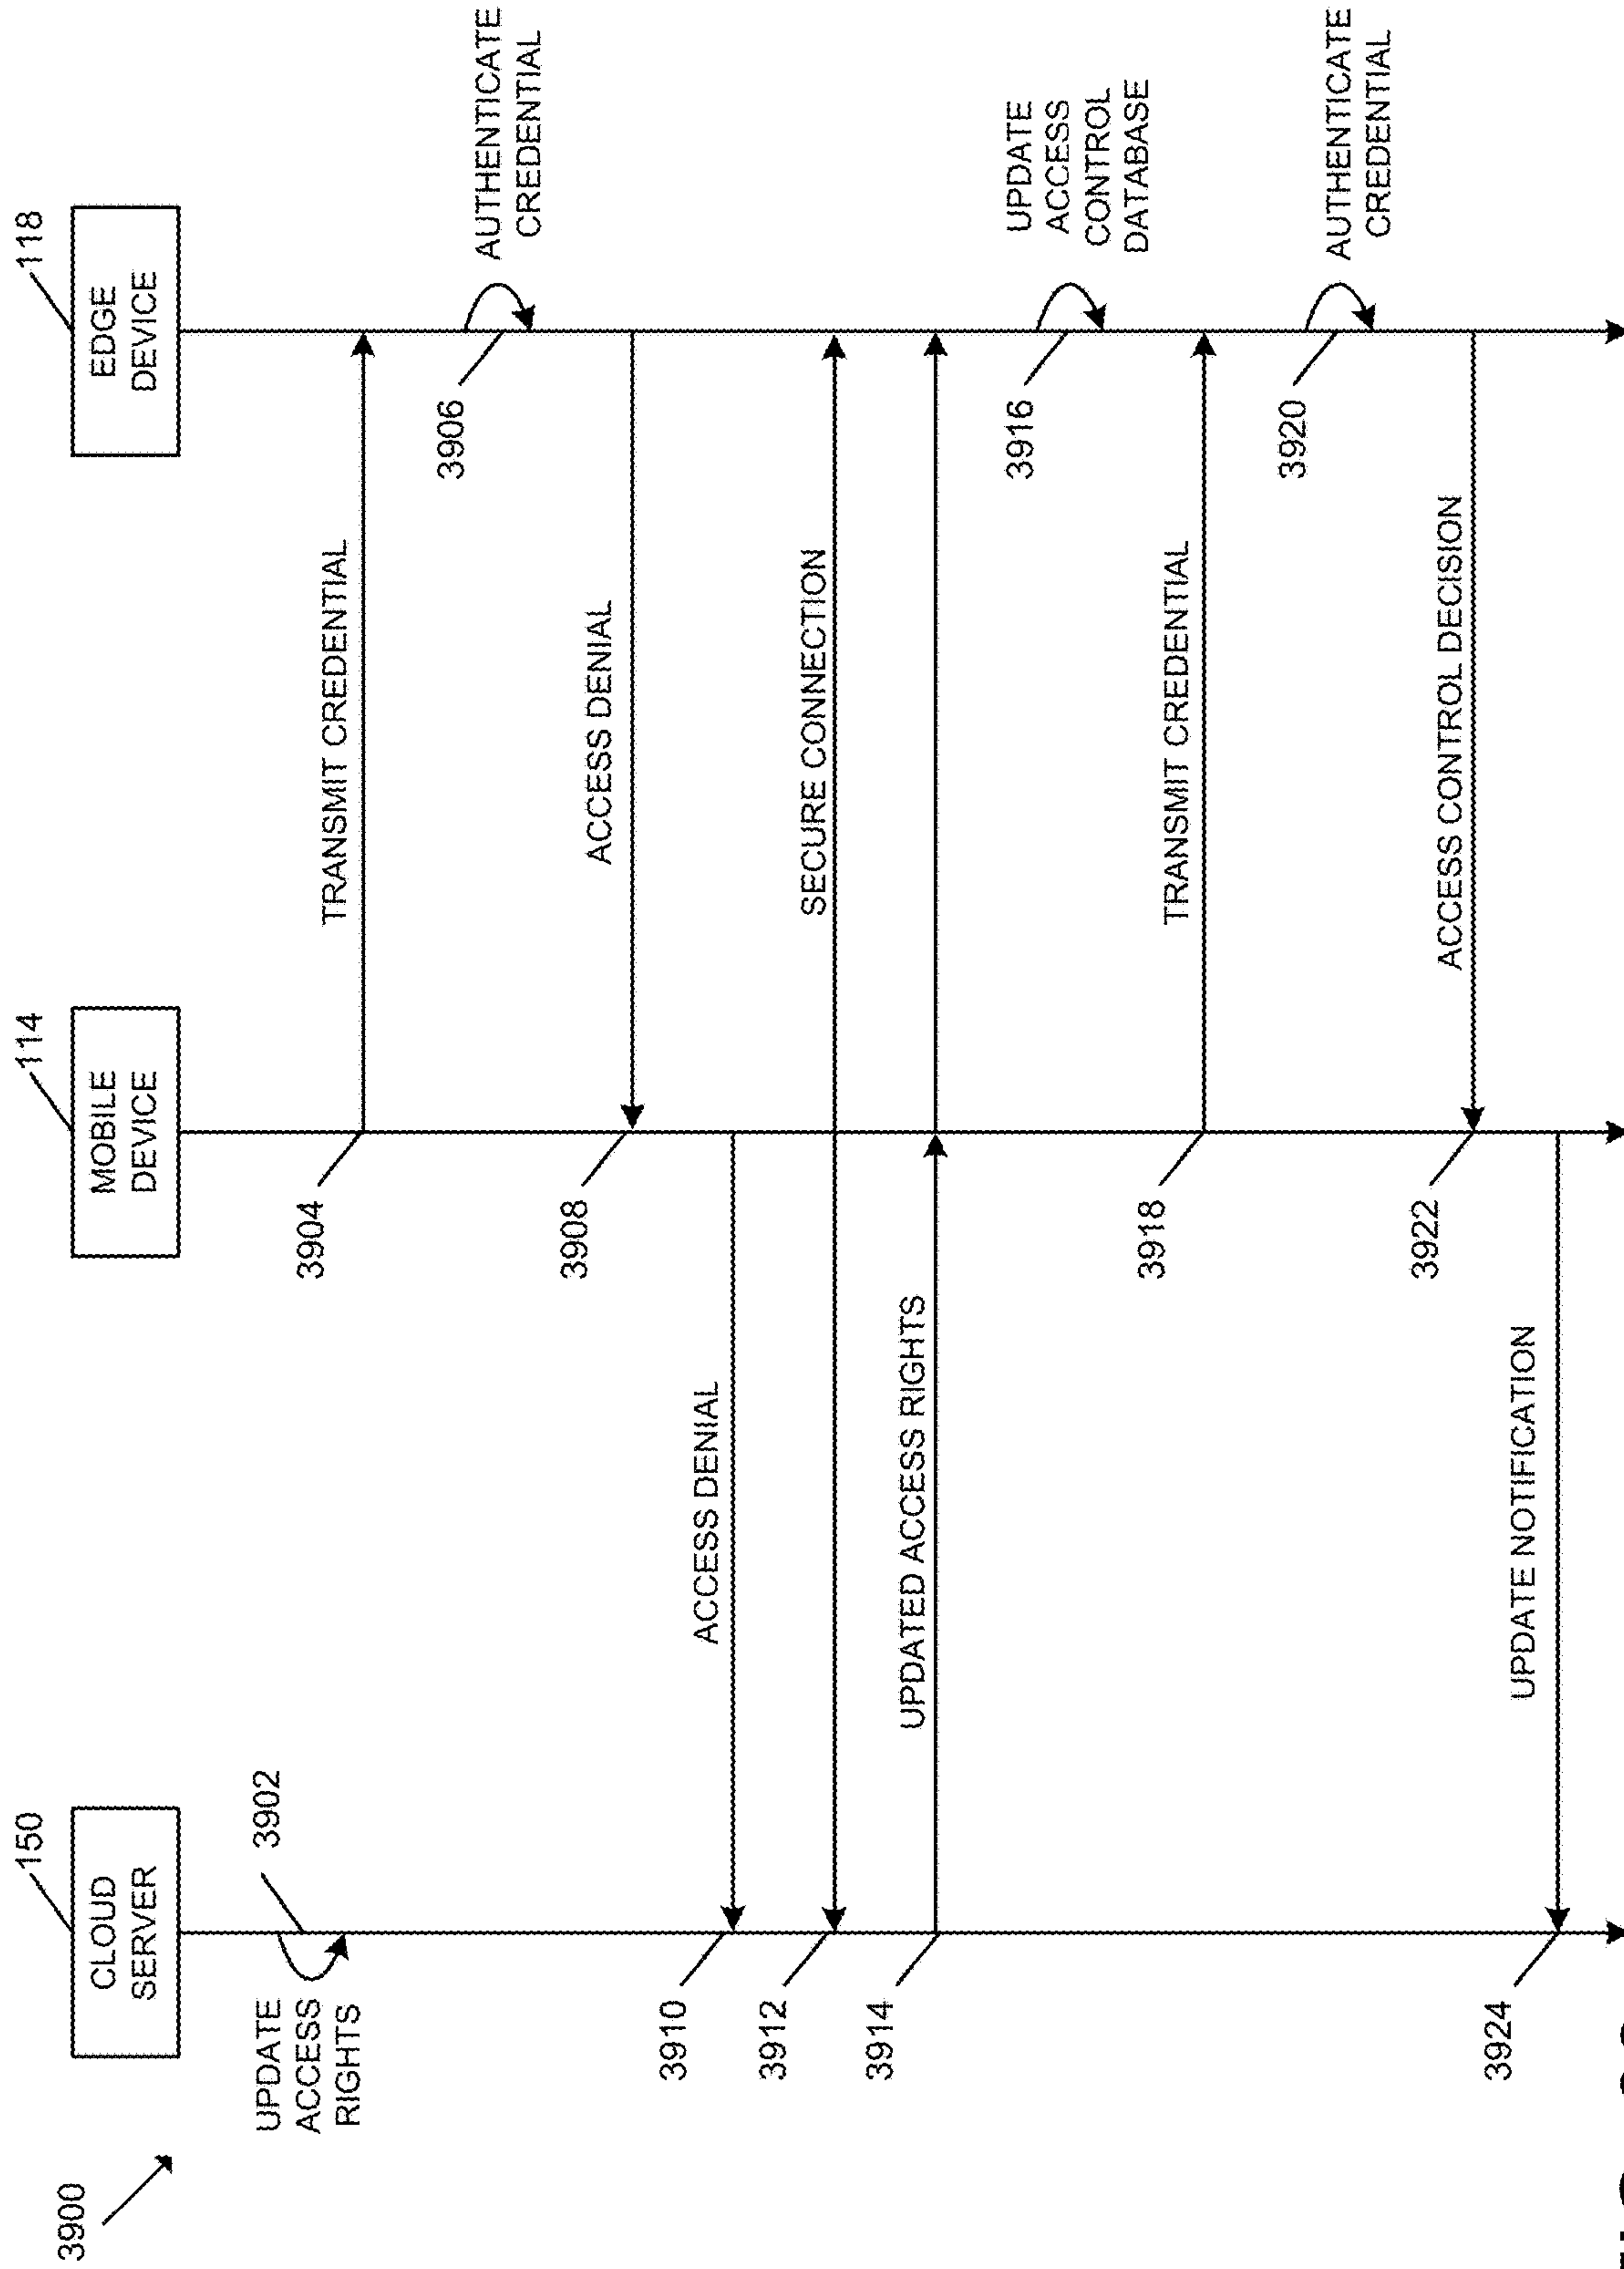 3900
150
CLOUD
SERVER
114
MOBILE
DEVICE
118
EDGE
DEVICE
UPDATE
ACCESS
RIGHTS
3902
3904
TRANSMIT CREDENTIAL
3906
AUTHENTICATE
CREDENTIAL
3908
ACCESS DENIAL
3910
ACCESS DENIAL
3912
SECURE CONNECTION
3914
UPDATED ACCESS RIGHTS
3916
UPDATE
ACCESS
CONTROL
DATABASE
3918
TRANSMIT CREDENTIAL
3920
AUTHENTICATE
CREDENTIAL
3922
ACCESS CONTROL DECISION
3924
UPDATE NOTIFICATION